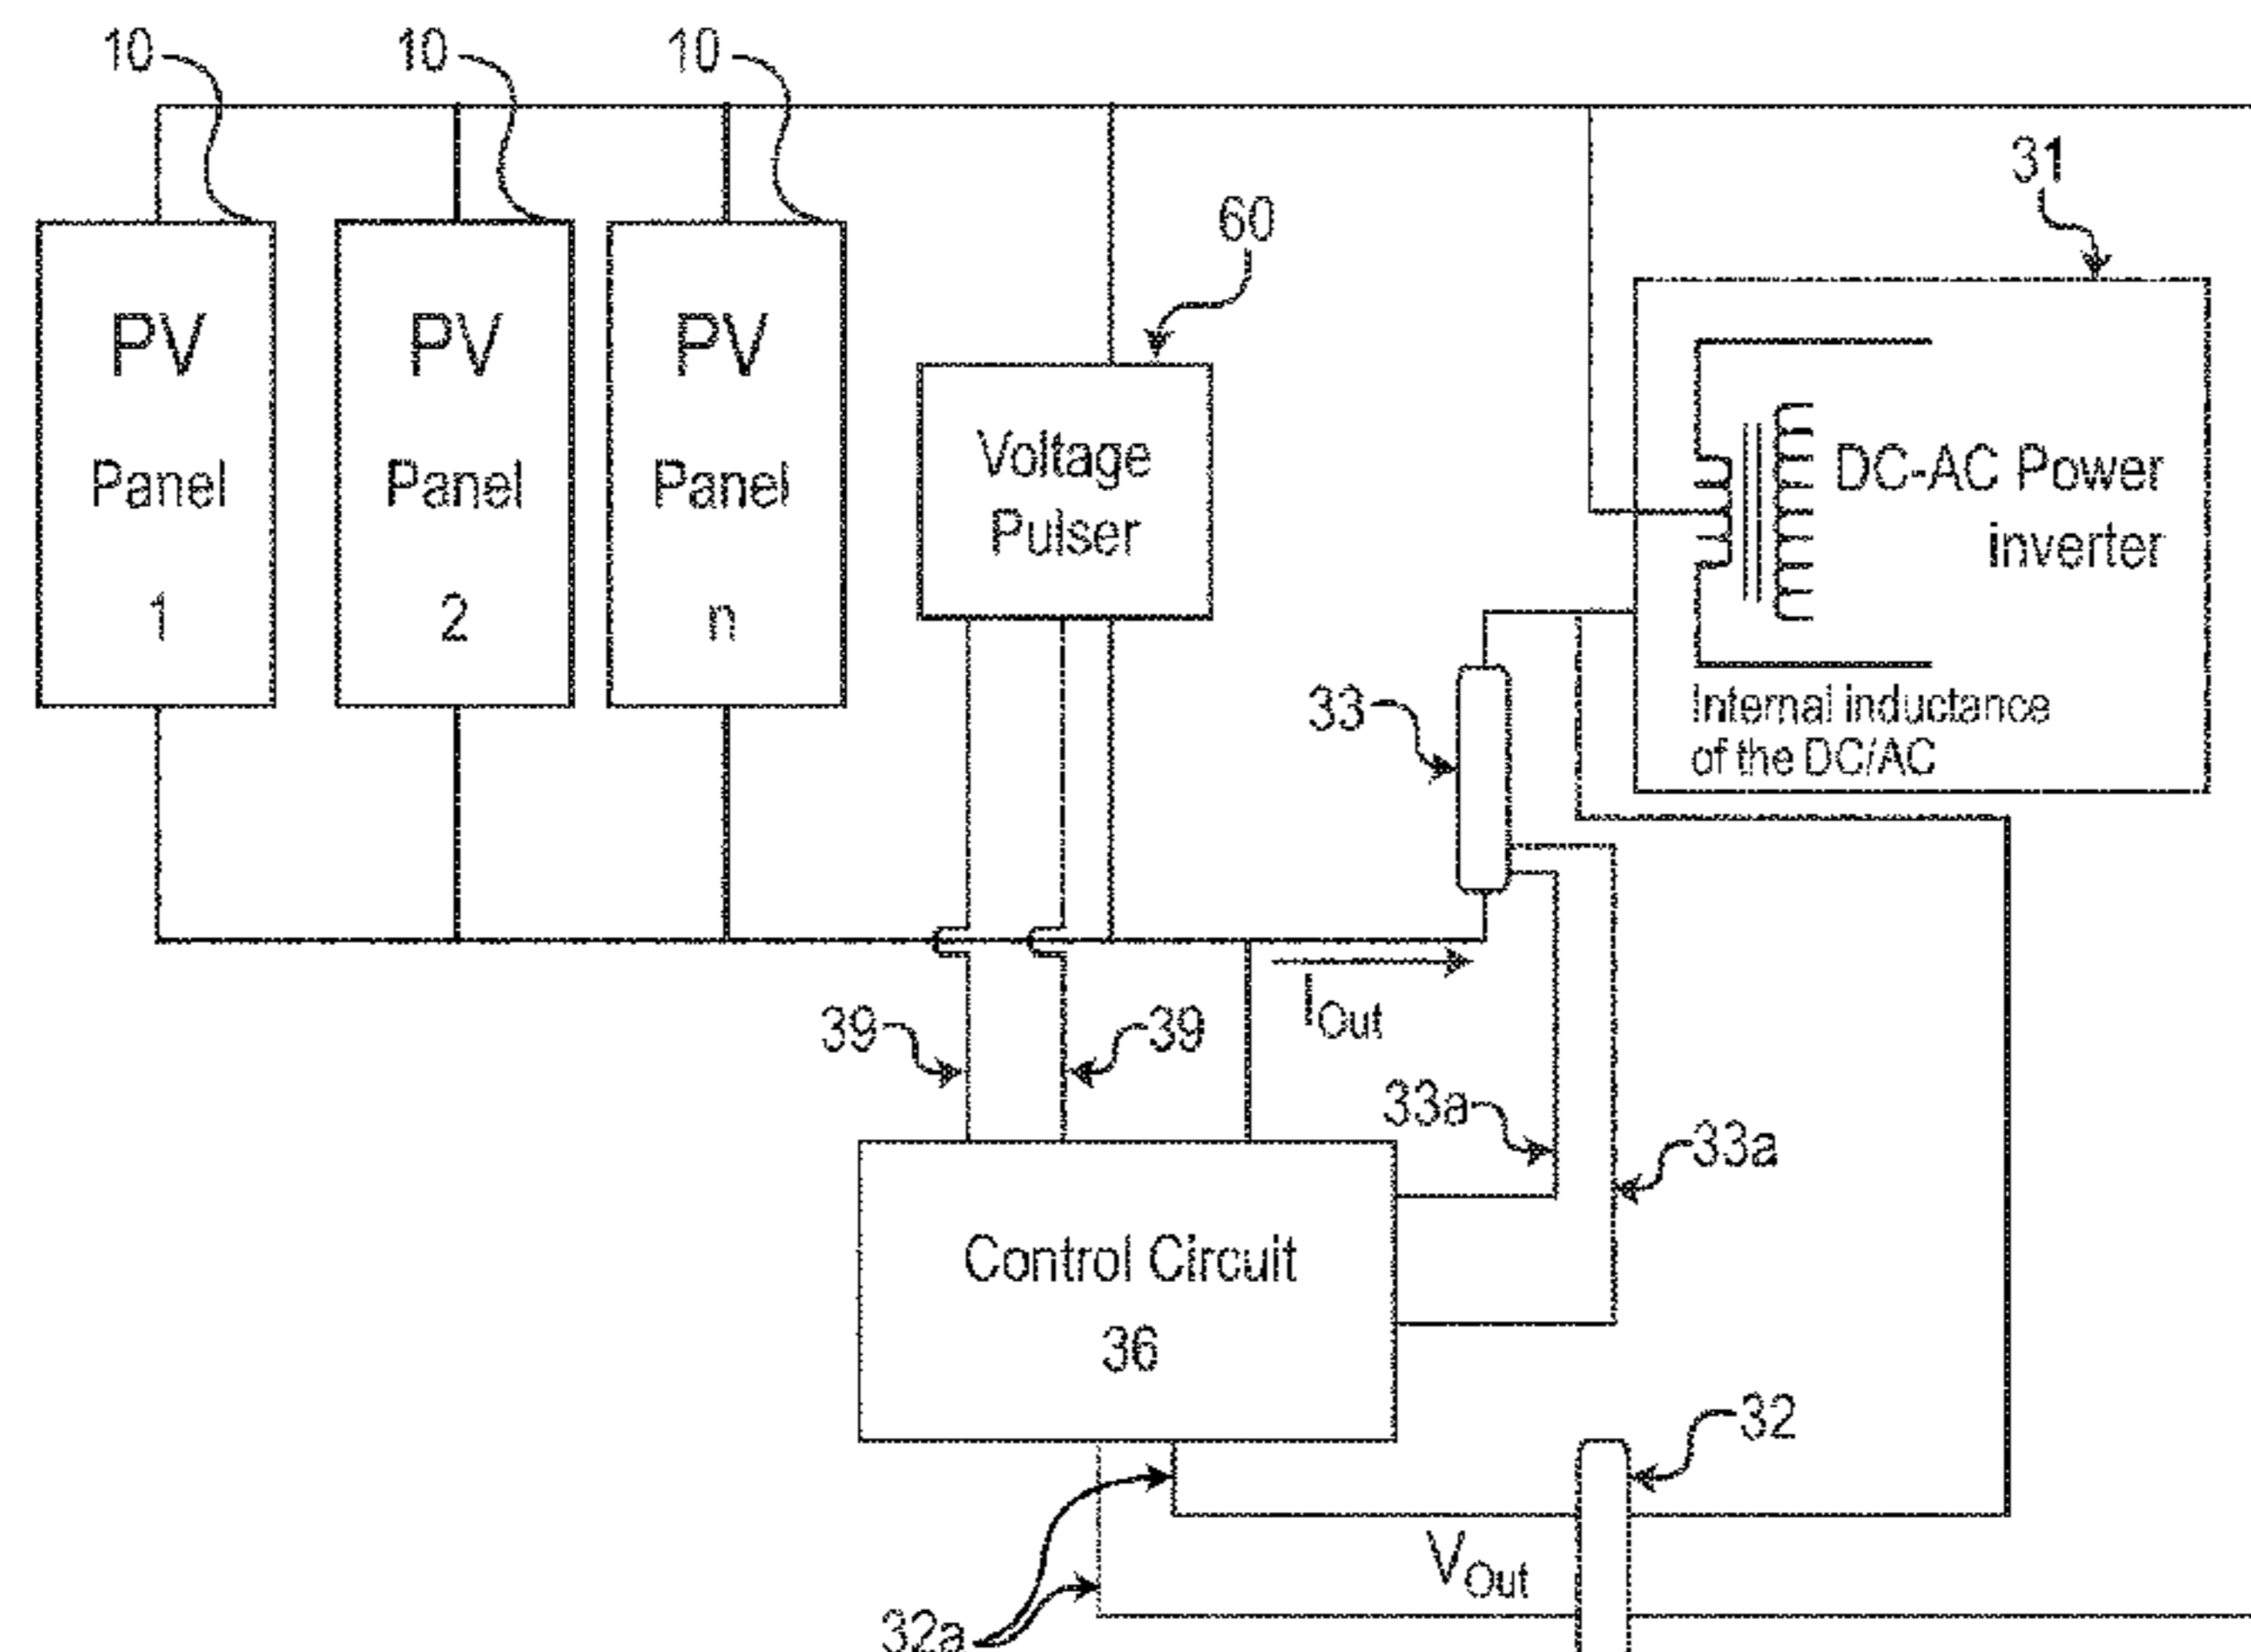 10
10
10
31
60
PV
Panel
1
PV
Panel
2
PV
Panel
n
Voltage
Pulser
DC-AC Power
inverter
Internal inductance
of the DC/AC
33
IOut
39
39
33a
33a
Control Circuit
36
32
VOut
32a